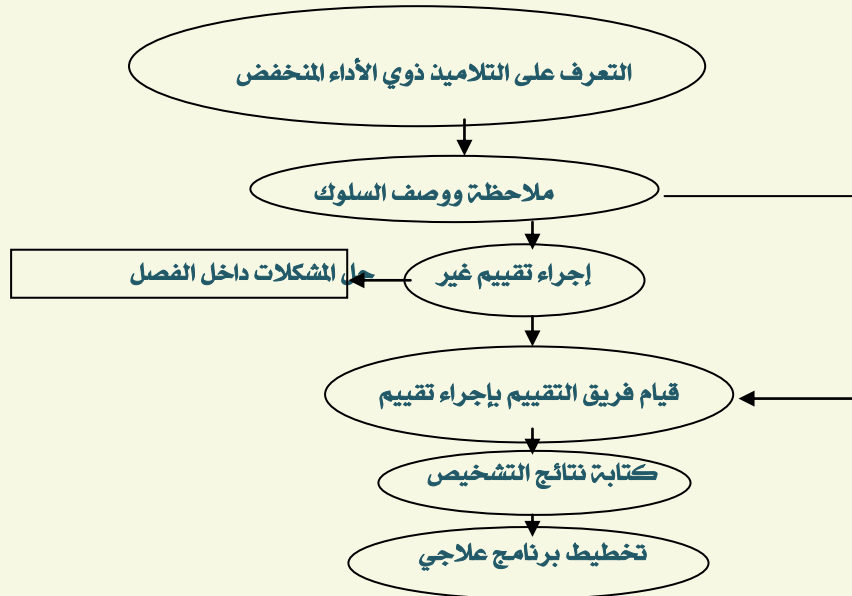 التعرف على التلاميذ ذوي الأداء المنخفض
ملاحظة ووصف السلوك
إجراء تقييم غير
حل المشكلات داخل الفصل
قيام فريق التقييم بإجراء تقييم
كتابة نتائج التشخيص
تخطيط برنامج علاجي